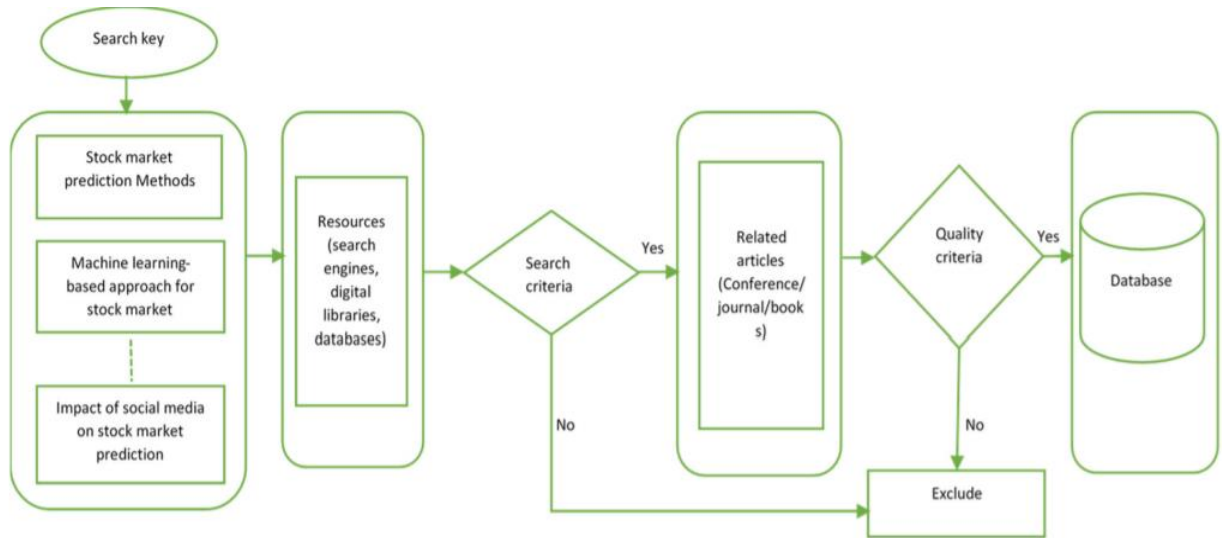 Search key
Stock market
prediction Methods
Machine learning-
based approach for
stock market
Impact of social media
on stock market
prediction
Resources
(search
engines,
digital
libraries,
databases)
Search
criteria
Yes
No
Related
articles
(Conference/
journal/book
s)
Quality
criteria
Yes
No
Exclude
Database